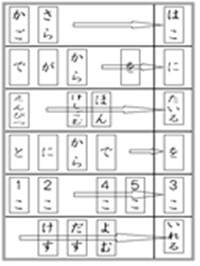 かご さら はこ
で が から を に
えんぴつ けしごむ ほん たいる
と に から で を
1こ 2こ 4こ 5こ 3こ
けす だす よむ いれる